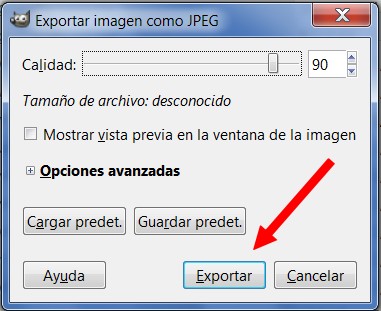 Exportar imagen como JPEG
Calidad: 90
Tamaño de archivo: desconocido
Mostrar vista previa en la ventana de la imagen
Opciones avanzadas
Cargar predet. Guardar predet.
Ayuda Exportar Cancelar